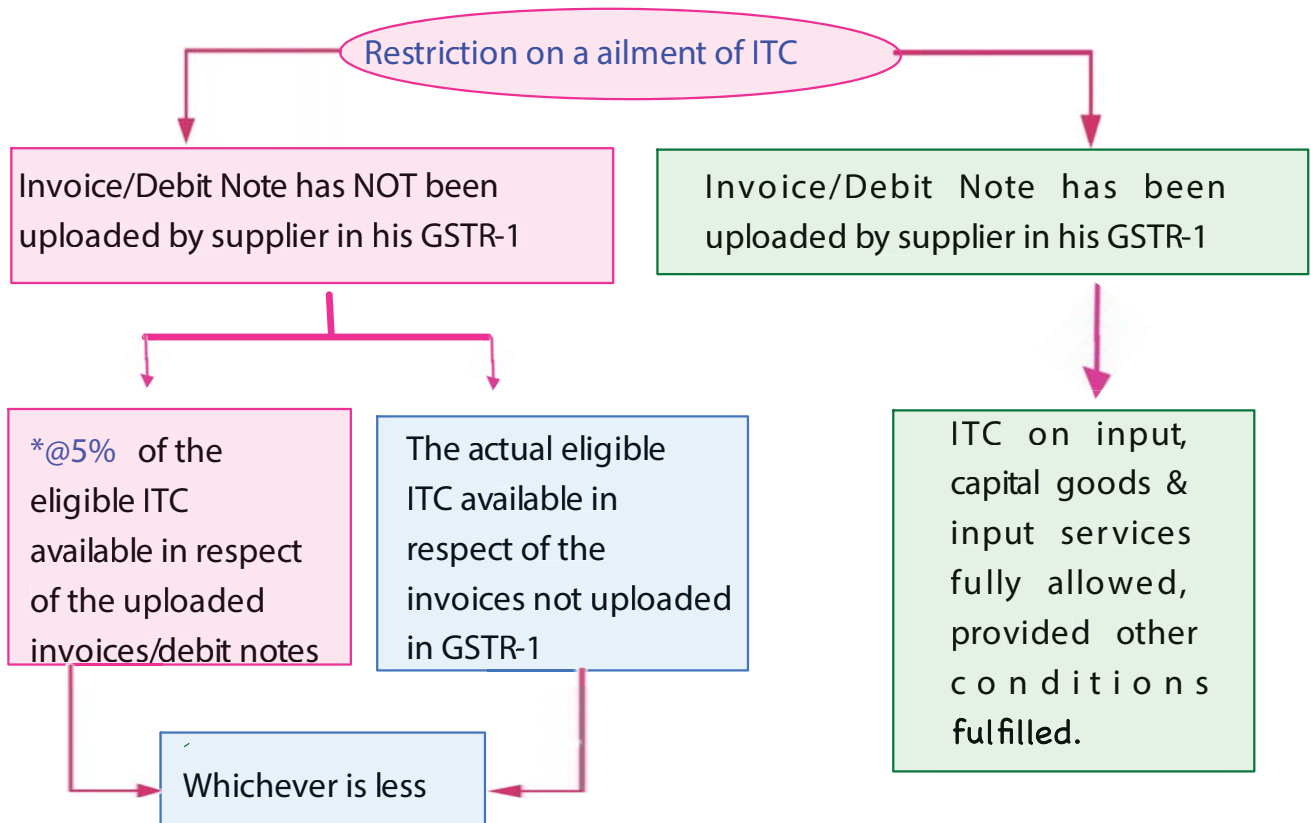 Restriction on a ailment of ITC
Invoice/Debit Note has NOT been
uploaded by supplier in his GSTR-1
Invoice/Debit Note has been
uploaded by supplier in his GSTR-1
*@5% of the
eligible ITC
available in respect
of the uploaded
invoices/debit notes
The actual eligible
ITC available in
respect of the
invoices not uploaded
in GSTR-1
ITC on input,
capital goods &
input services
fully allowed,
provided other
conditions
fulfilled.
Whichever is less